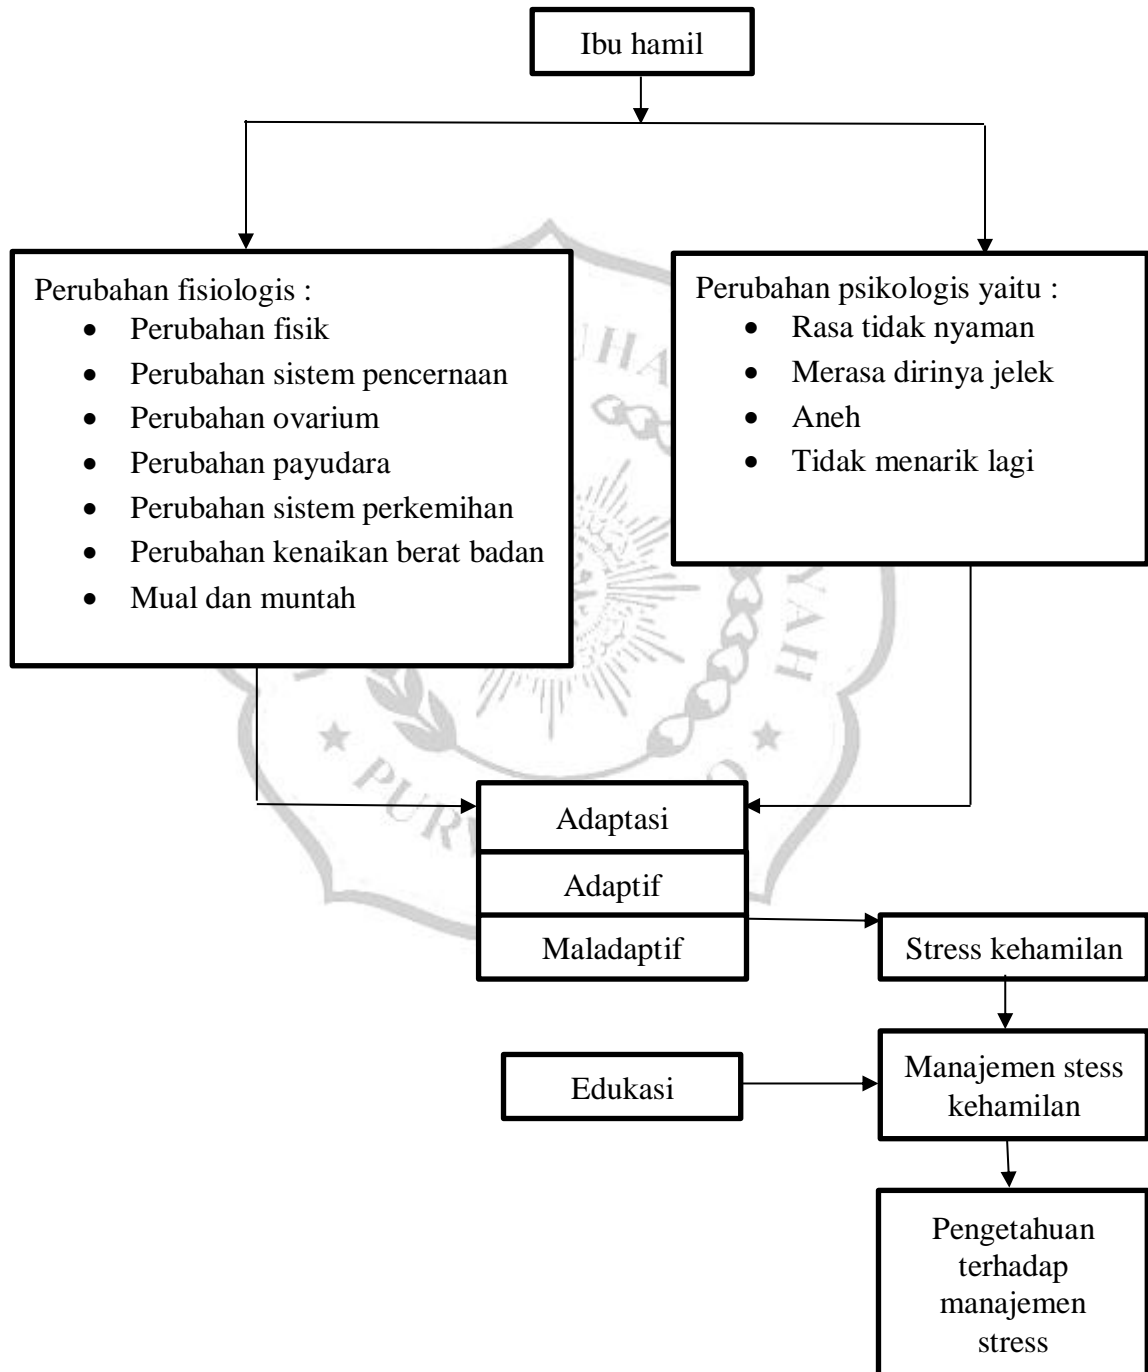 Ibu hamil
Perubahan fisiologis :
• Perubahan fisik
• Perubahan sistem pencernaan
• Perubahan ovarium
• Perubahan payudara
• Perubahan sistem perkemihan
• Perubahan kenaikan berat badan
• Mual dan muntah
Perubahan psikologis yaitu :
• Rasa tidak nyaman
• Merasa dirinya jelek
• Aneh
• Tidak menarik lagi
Adaptasi
Adaptif
Maladaptif
Stress kehamilan
Edukasi
Manajemen stess
kehamilan
Pengetahuan
terhadap
manajemen
stress